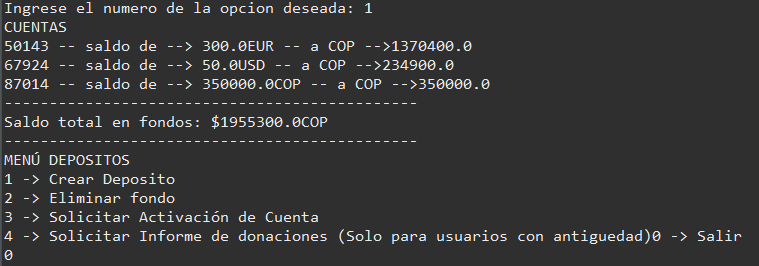 Ingrese el numero de la opcion deseada: 1
CUENTAS
50143 -- saldo de --> 300.0EUR -- a COP -->1370400.0
67924 -- saldo de --> 50.0USD -- a COP -->234900.0
87014 -- saldo de --> 350000.0COP -- a COP -->350000.0
----------------------------------------------
Saldo total en fondos: $1955300.0COP
----------------------------------------------
MENÚ DEPOSITOS
1 -> Crear Deposito
2 -> Eliminar fondo
3 -> Solicitar Activación de Cuenta
4 -> Solicitar Informe de donaciones (Solo para usuarios con antiguedad)0 -> Salir
0